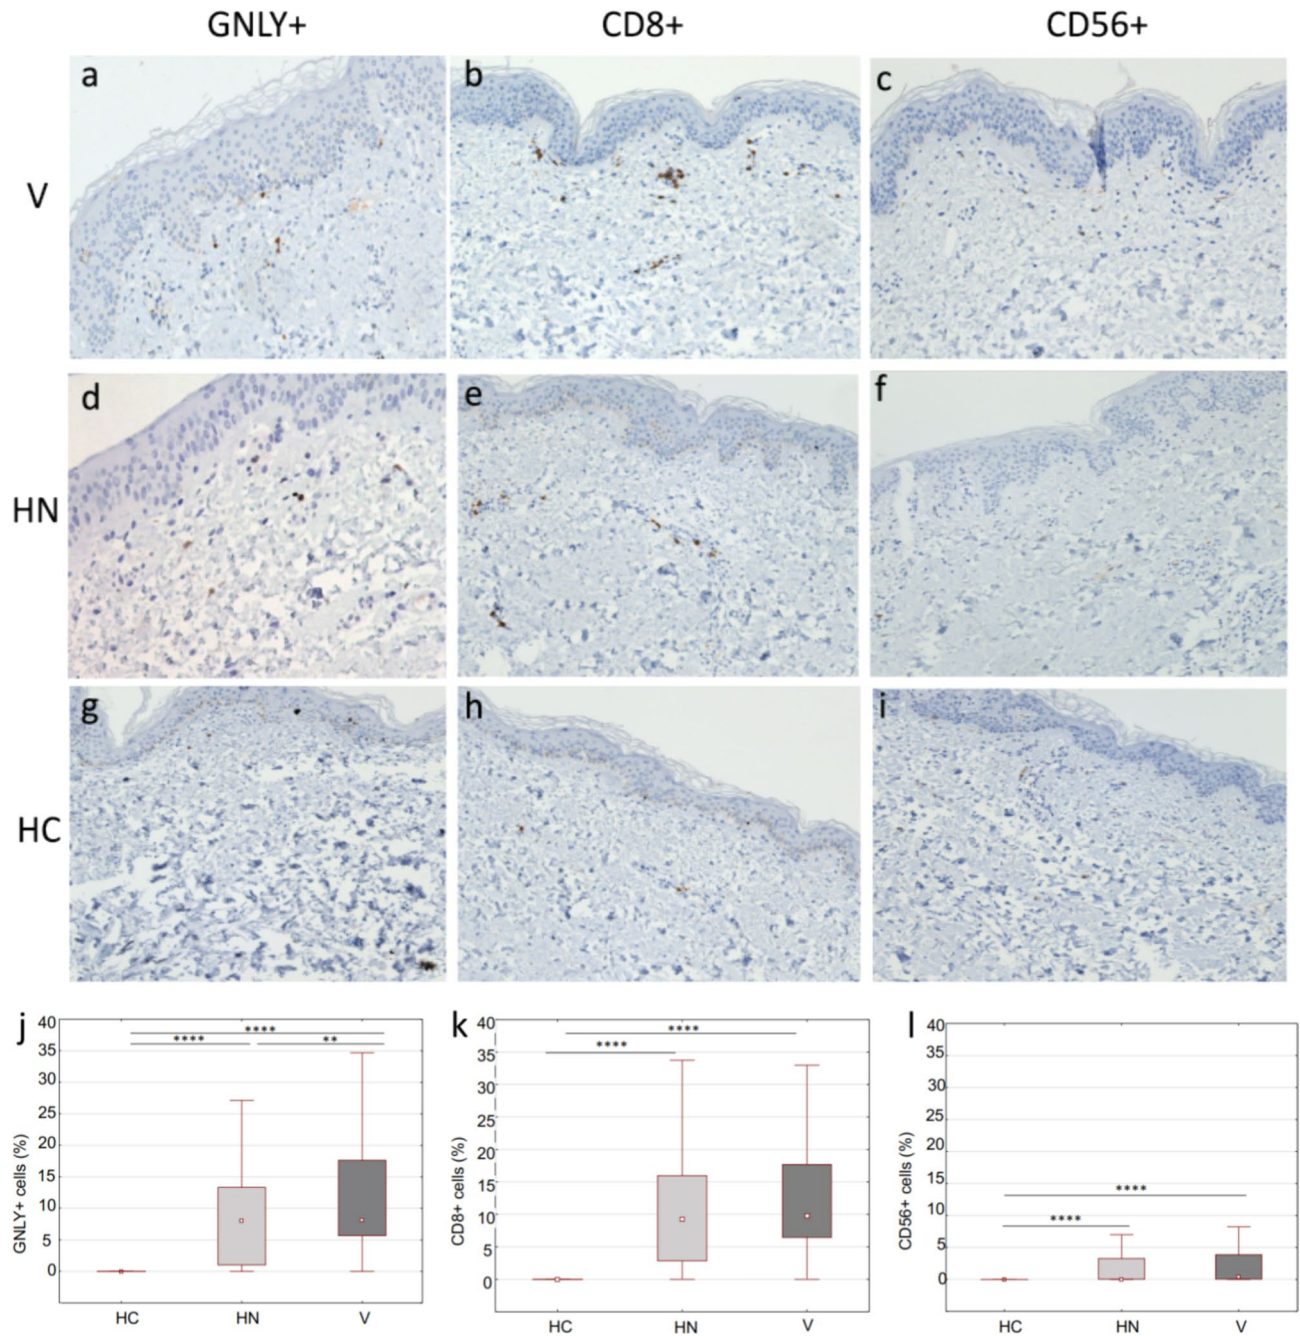 GNLY+ CD8+ CD56+
a b c
V
d e f
HN
g h i
HC
j k l
40
35
30
25
20
15
10
5
0
GNLY+ cells (%)
****
**** **
HC HN V
40
35
30
25
20
15
10
5
0
CD8+ cells (%)
****
****
HC HN V
40
35
30
25
20
15
10
5
0
CD56+ cells (%)
****
****
HC HN V